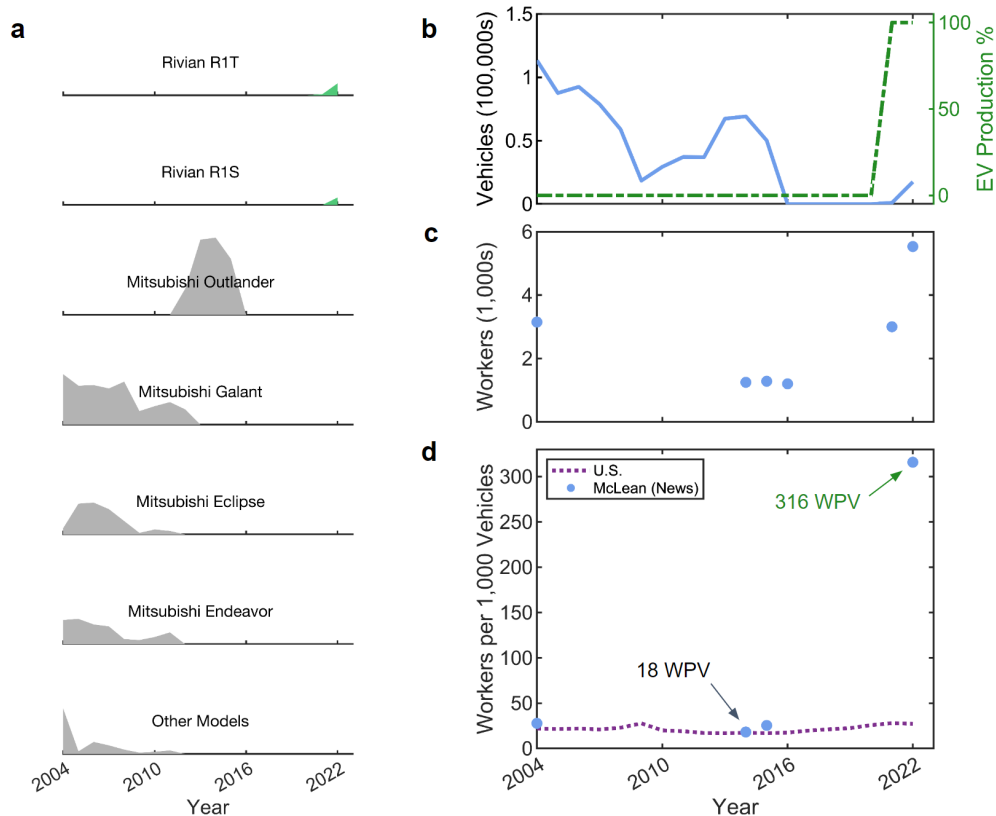 a
Rivian R1T
Rivian R1S
Mitsubishi Outlander
Mitsubishi Galant
Mitsubishi Eclipse
Mitsubishi Endeavor
Other Models
2004
2010
2016
2022
Year
b
Vehicles (100,000s)
1.5
1
0.5
0
100
50
0
EV Production %
c
Workers (1,000s)
6
4
2
0
d
Workers per 1,000 Vehicles
300
250
200
150
100
50
0
U.S.
McLean (News)
316 WPV
18 WPV
2004
2010
2016
2022
Year